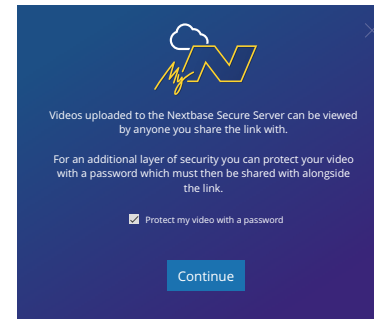 MyN
Videos uploaded to the Nextbase Secure Server can be viewed
by anyone you share the link with.
For an additional layer of security you can protect your video
with a password which must then be shared with alongside
the link.
Protect my video with a password
Continue